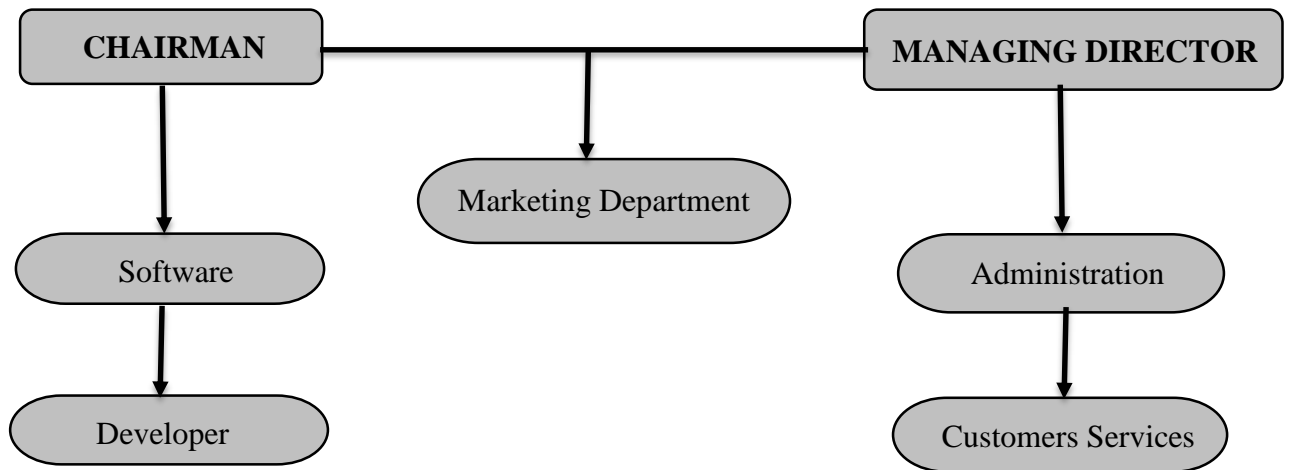 CHAIRMAN
MANAGING DIRECTOR
Marketing Department
Software
Administration
Developer
Customers Services